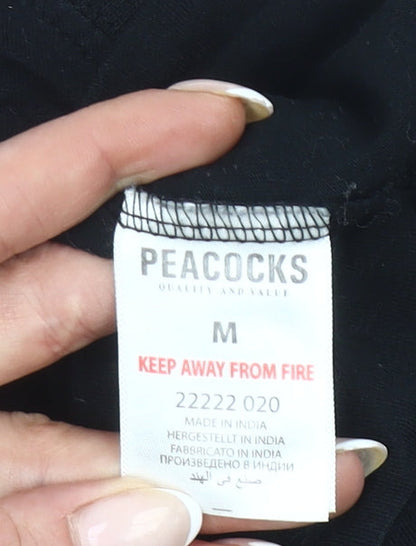 PEACOCKS
QUALITY AND VALUE
M
KEEP AWAY FROM FIRE
22222 020
MADE IN INDIA
HERGESTELLT IN INDIA
FABBRICATO IN INDIA
ПРОИЗВЕДЕНО В ИНДИИ
صنع في الهند